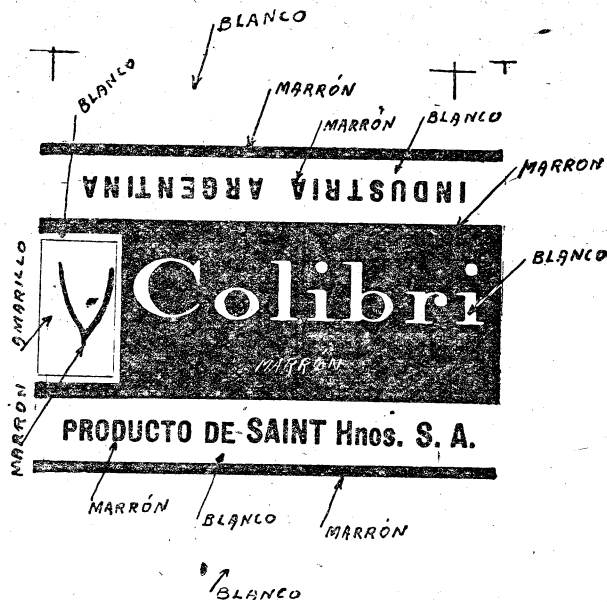 BLANCO
BLANCO
MARRÓN
MARRÓN
BLANCO
INDUSTRIA ARGENTINA
MARRON
Colibri
BLANCO
AMARILLO
MARRÓN
MARRÓN
PRODUCTO DE SAINT Hnos. S. A.
MARRÓN
BLANCO
MARRÓN
BLANCO